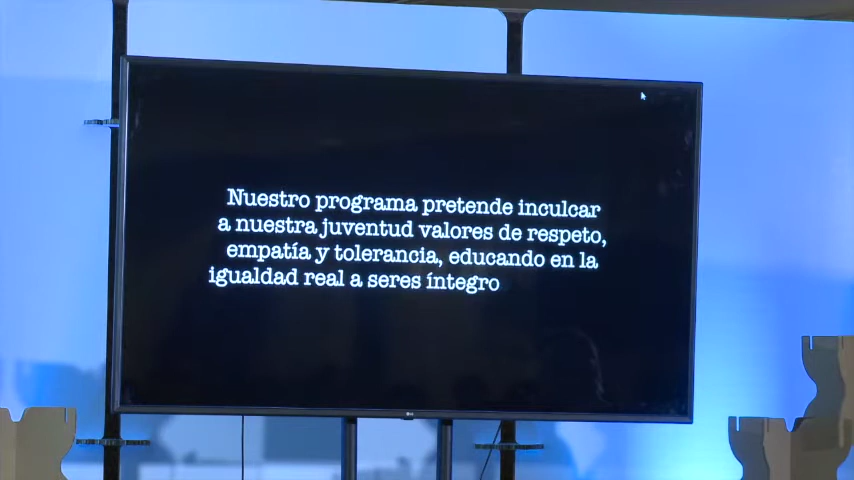 Nuestro programa pretende inculcar
a nuestra juventud valores de respeto,
empatía y tolerancia, educando en la
igualdad real a seres íntegro